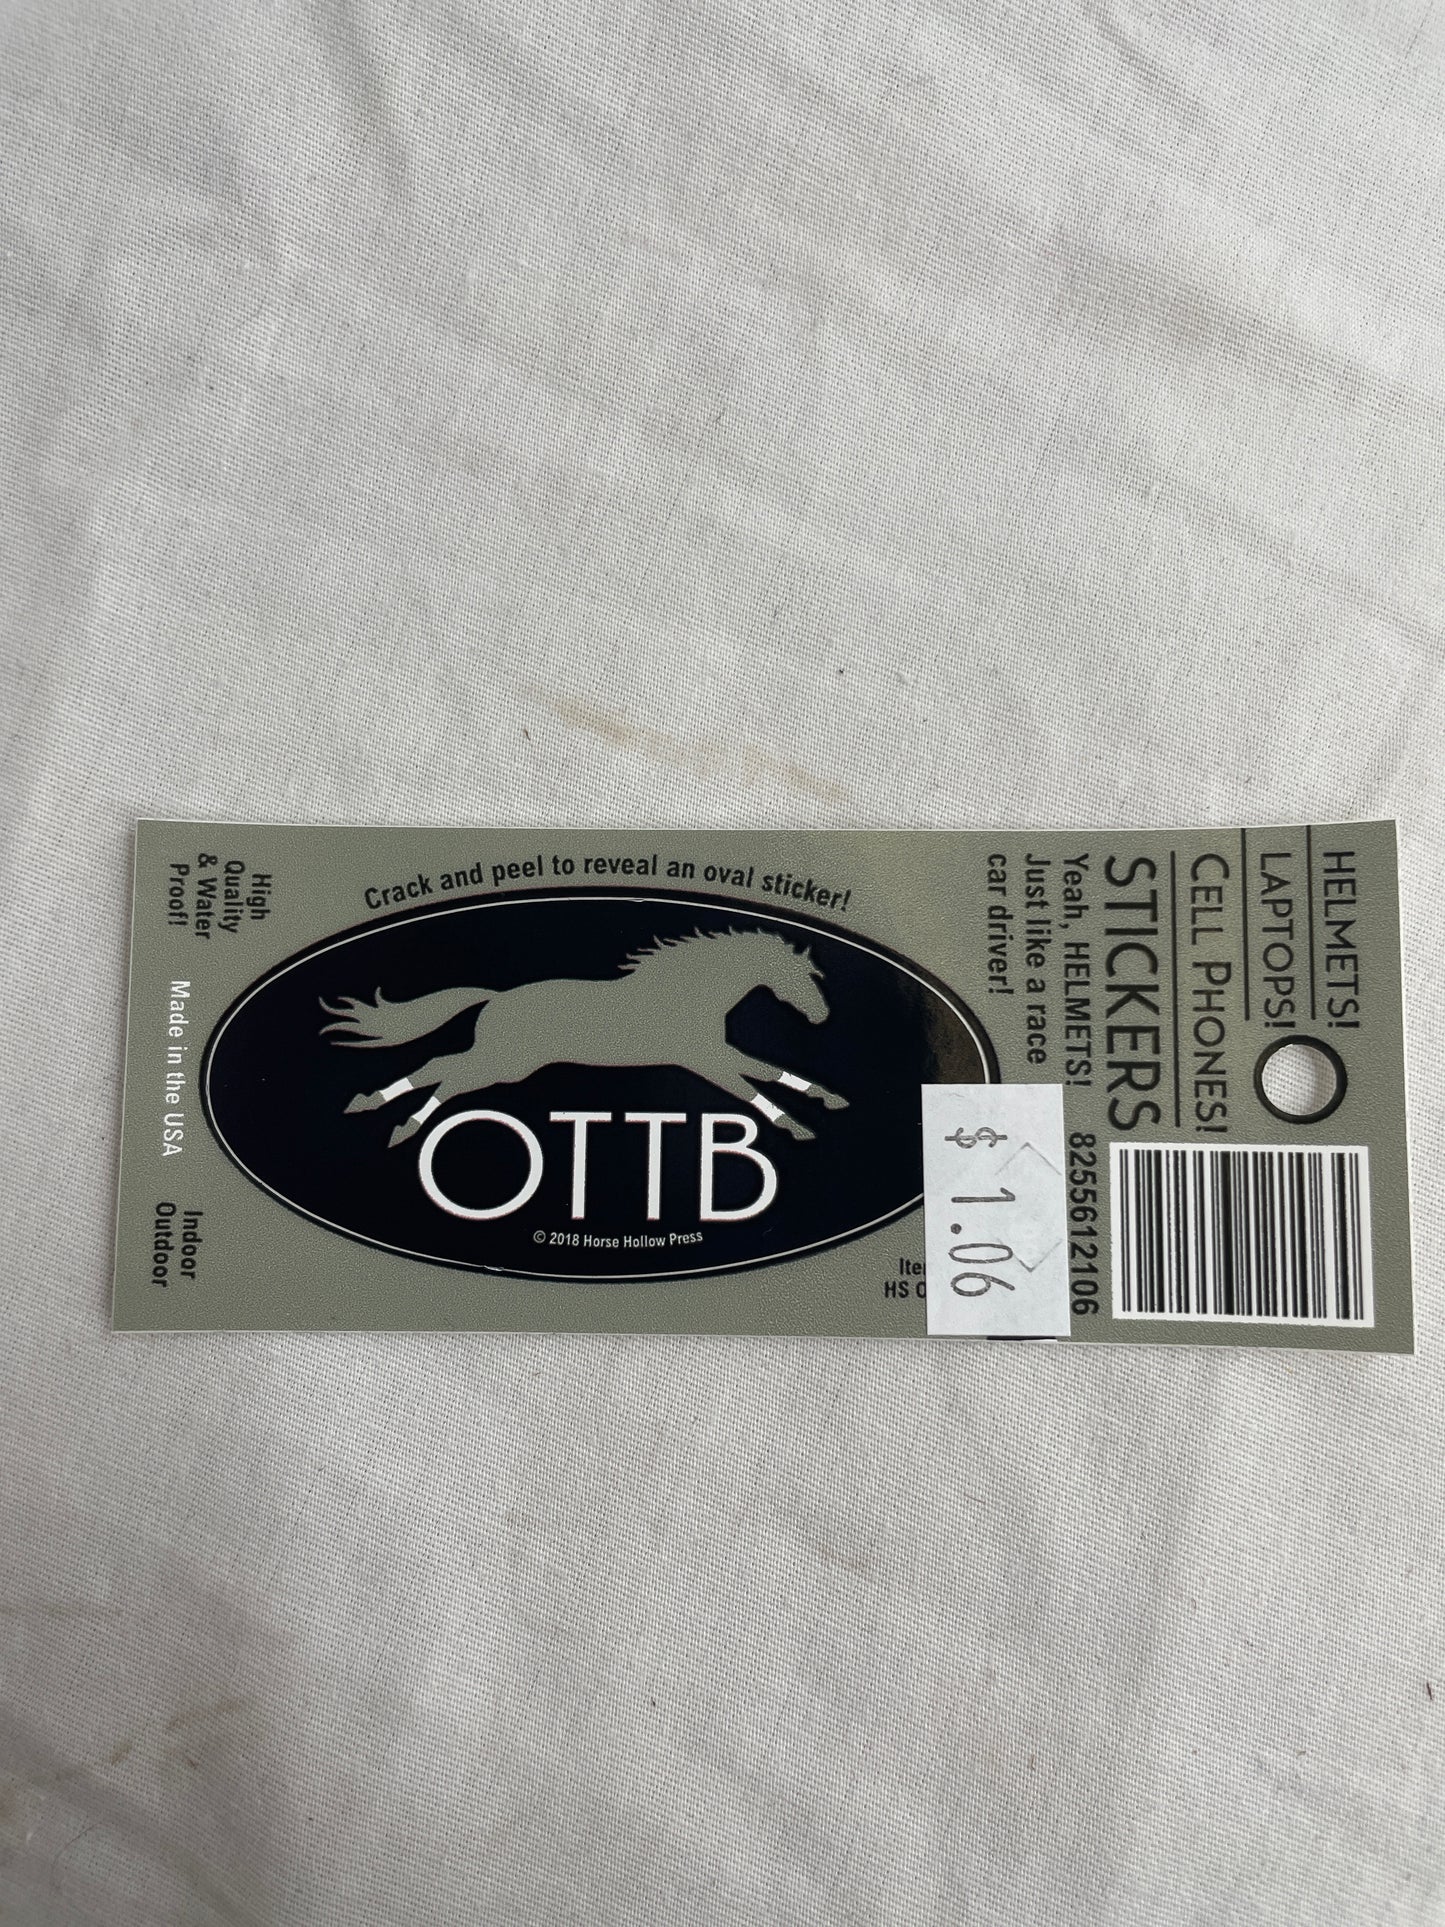 HELMETS!
LAPTOPS!
CELL PHONES!
STICKERS
Yeah, HELMETS!
Just like a race
car driver!
8255612106
$ 1.06
Crack and peel to reveal an oval sticker!
OTTB
© 2018 Horse Hollow Press
HS
High
Quality
& Water
Proof!
Made in the USA
Indoor
Outdoor